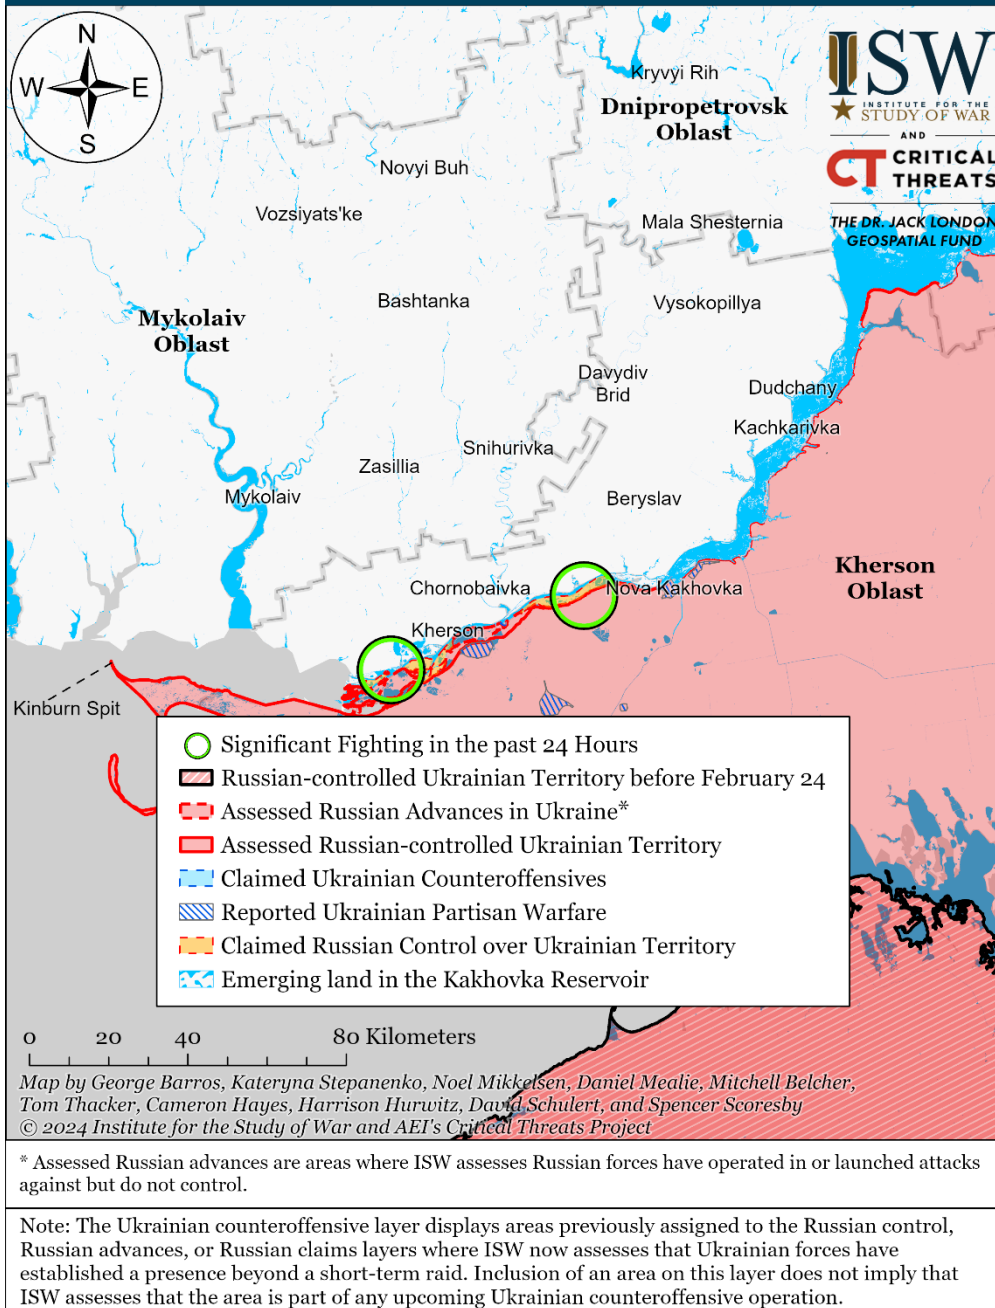 N
W
E
S
ISW
INSTITUTE FOR THE
STUDY OF WAR
AND
CT CRITICAL
THREATS
THE DR. JACK LONDON
GEOSPATIAL FUND
Kryvyi Rih
Dnipropetrovsk
Oblast
Novyi Buh
Vozsiyats'ke
Mala Shesternia
Bashtanka
Vysokopillya
Mykolaiv
Oblast
Davydiv
Brid
Dudchany
Kachkarivka
Snihurivka
Zasillia
Mykolaiv
Beryslav
Kherson
Oblast
Chornobaivka
Nova Kakhovka
Kherson
Kinburn Spit
Significant Fighting in the past 24 Hours
Russian-controlled Ukrainian Territory before February 24
Assessed Russian Advances in Ukraine*
Assessed Russian-controlled Ukrainian Territory
Claimed Ukrainian Counteroffensives
Reported Ukrainian Partisan Warfare
Claimed Russian Control over Ukrainian Territory
Emerging land in the Kakhovka Reservoir
0 20 40 80 Kilometers
Map by George Barros, Kateryna Stepanenko, Noel Mikkelsen, Daniel Mealie, Mitchell Belcher,
Tom Thacker, Cameron Hayes, Harrison Hurwitz, David Schulert, and Spencer Scoresby
© 2024 Institute for the Study of War and AEI's Critical Threats Project
* Assessed Russian advances are areas where ISW assesses Russian forces have operated in or launched attacks
against but do not control.
Note: The Ukrainian counteroffensive layer displays areas previously assigned to the Russian control,
Russian advances, or Russian claims layers where ISW now assesses that Ukrainian forces have
established a presence beyond a short-term raid. Inclusion of an area on this layer does not imply that
ISW assesses that the area is part of any upcoming Ukrainian counteroffensive operation.